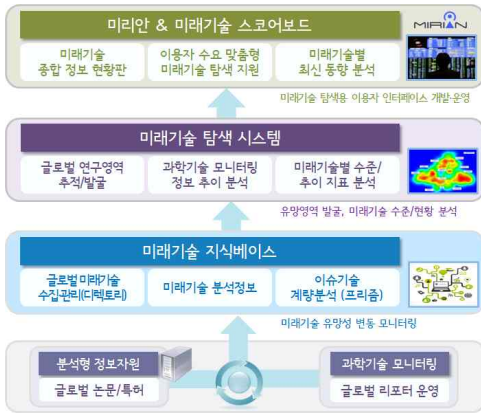 미리안 & 미래기술 스코어보드
MIRIAN
미래기술
종합 정보 현황판
이용자 수요 맞춤형
미래기술 탐색 지원
미래기술별
최신 동향 분석
미래기술 탐색용 이용자 인터페이스 개발·운영
미래기술 탐색 시스템
글로벌 연구영역
추적/발굴
과학기술 모니터링
정보 추이 분석
미래기술별 수준/
추이 지표 분석
유망영역 발굴, 미래기술 수준/현황 분석
미래기술 지식베이스
글로벌 미래기술
수집·관리(디렉토리)
미래기술 분석정보
이슈기술
계량분석 (프리즘)
미래기술 유망성 변동 모니터링
분석형 정보자원
글로벌 논문/특허
과학기술 모니터링
글로벌 리포터 운영